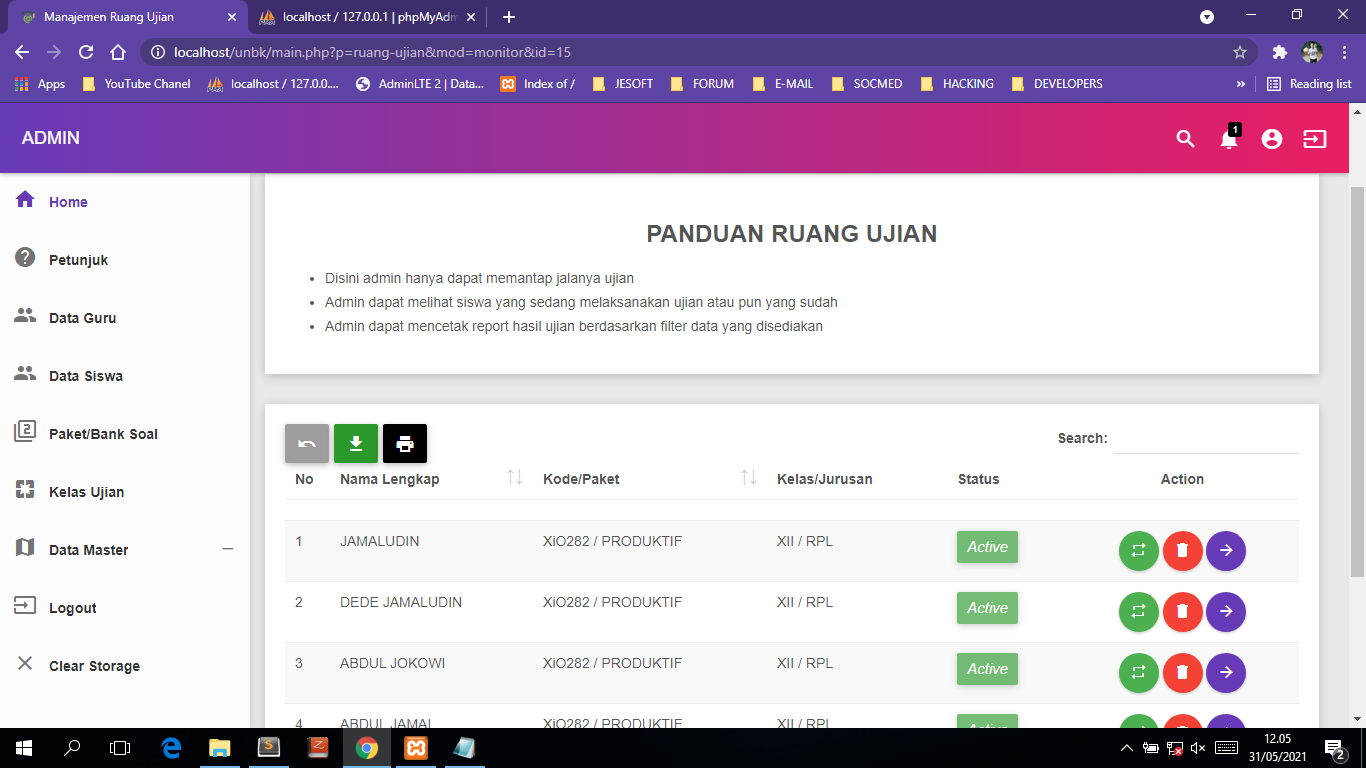 Manajemen Ruang Ujian
localhost / 127.0.0.1 | phpMyAdm
localhost/unbk/main.php?p=ruang-ujian&mod=monitor&id=15
Apps YouTube Chanel localhost / 127.0.0.... AdminLTE 2 | Data... Index of / JESOFT FORUM E-MAIL SOCMED HACKING DEVELOPERS » Reading list
ADMIN
1
Home
Petunjuk
Data Guru
Data Siswa
2 Paket/Bank Soal
Kelas Ujian
Data Master
Logout
Clear Storage
PANDUAN RUANG UJIAN
• Disini admin hanya dapat memantap jalanya ujian
• Admin dapat melihat siswa yang sedang melaksanakan ujian atau pun yang sudah
• Admin dapat mencetak report hasil ujian berdasarkan filter data yang disediakan
Search:
No Nama Lengkap Kode/Paket Kelas/Jurusan Status Action
1 JAMALUDIN XiO282 / PRODUKTIF XII / RPL Active
2 DEDE JAMALUDIN XiO282 / PRODUKTIF XII / RPL Active
3 ABDUL JOKOWI XiO282 / PRODUKTIF XII / RPL Active
4 ABDUL JAMAL XiO282 / PRODUKTIF XII / RPL Active
12.05
31/05/2021
2